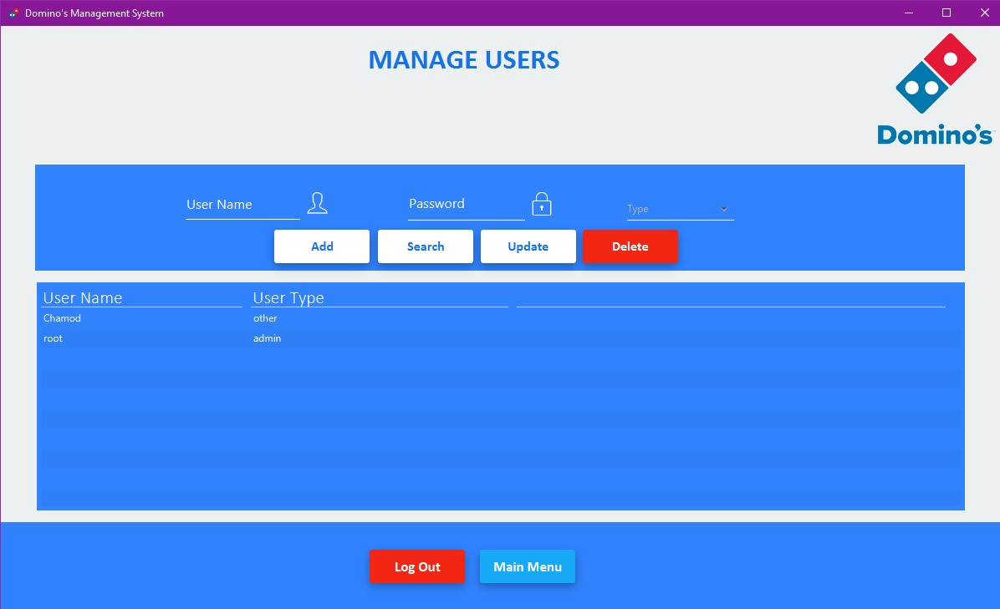 Domino's Management System
MANAGE USERS
Domino's
User Name
Password
Type
Add
Search
Update
Delete
User Name User Type
Chamod other
root admin
Log Out
Main Menu